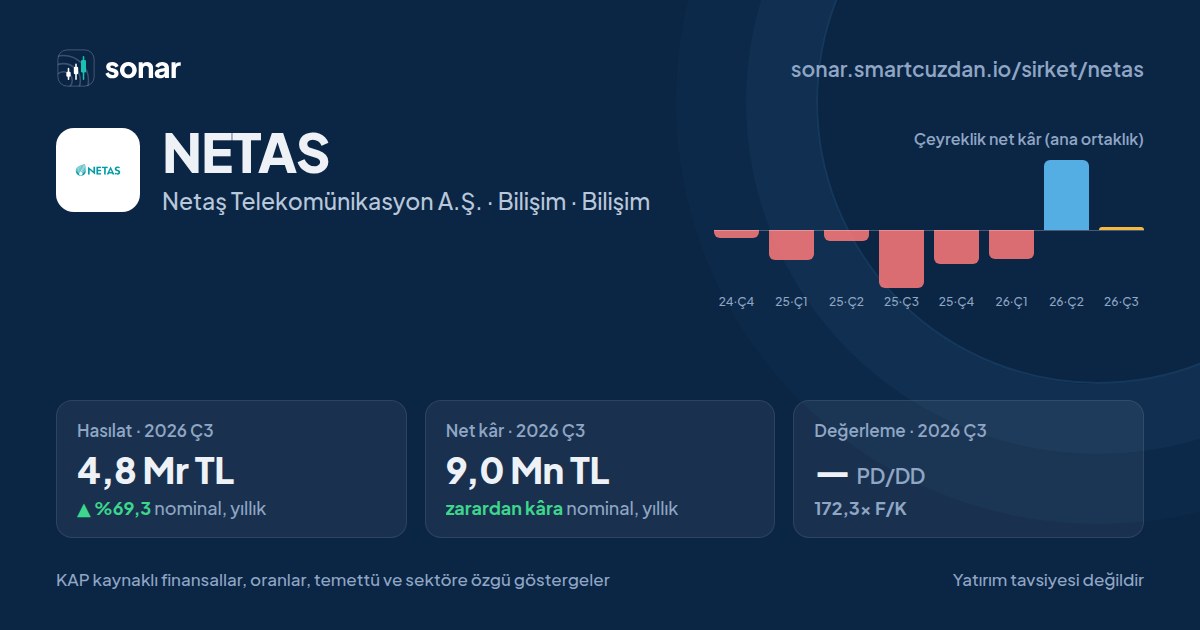 sonar
sonar.smartcuzdan.io/sirket/netas
NETAS
NETAS
Netaş Telekomünikasyon A.Ş. · Bilişim · Bilişim
Çeyreklik net kâr (ana ortaklık)
24·Ç4 25·Ç1 25·Ç2 25·Ç3 25·Ç4 26·Ç1 26·Ç2 26·Ç3
Hasılat · 2026 Ç3
4,8 Mr TL
▲ %69,3 nominal, yıllık
Net kâr · 2026 Ç3
9,0 Mn TL
zarardan kâra nominal, yıllık
Değerleme · 2026 Ç3
— PD/DD
172,3× F/K
KAP kaynaklı finansallar, oranlar, temettü ve sektöre özgü göstergeler
Yatırım tavsiyesi değildir